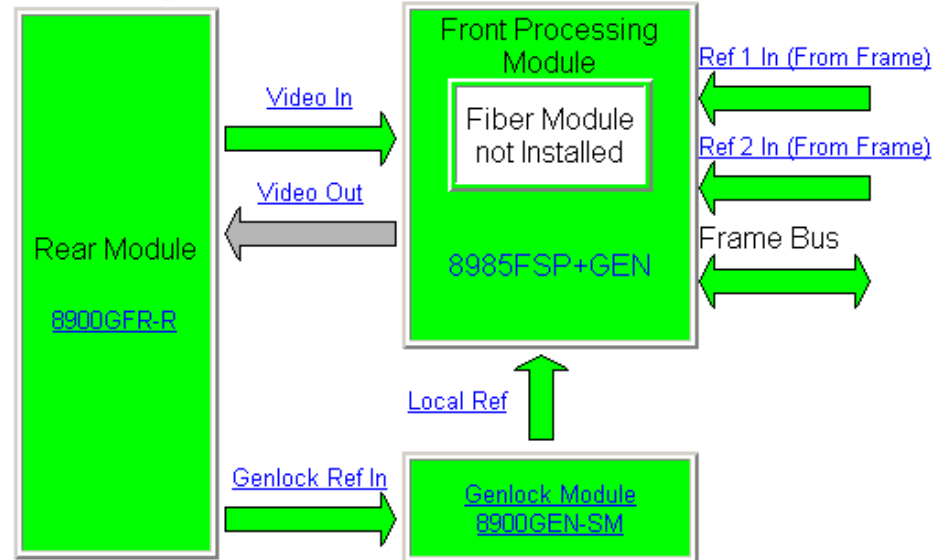 Front Processing
Module
Ref 1 In (From Frame)
Video In
Fiber Module
not Installed
Ref 2 In (From Frame)
Video Out
Rear Module
8985FSP+GEN
Frame Bus
8900GFR-R
Local Ref
Genlock Ref In
Genlock Module
8900GEN-SM